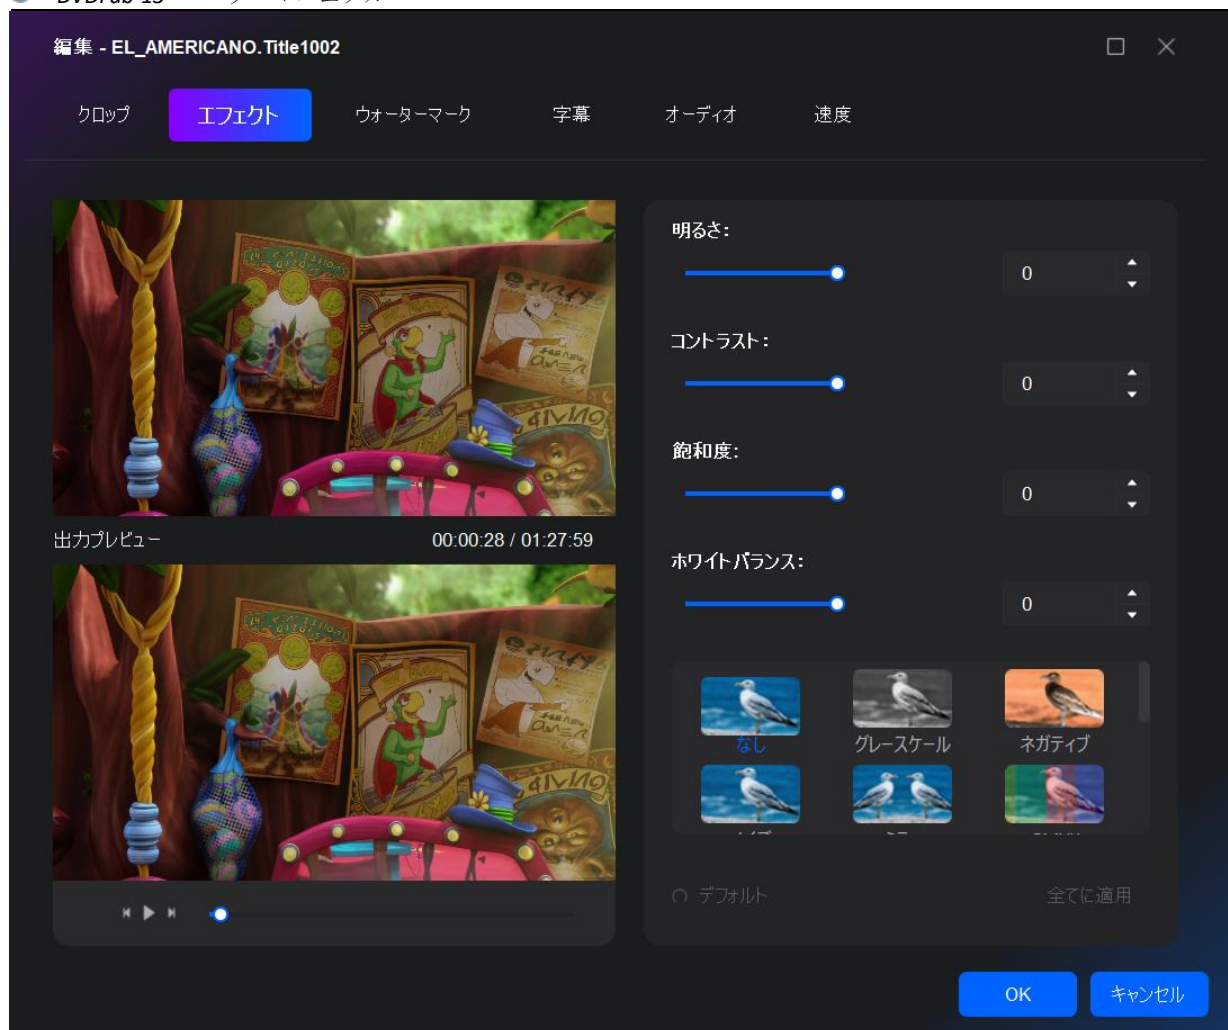 編集 - EL_AMERICANO.Title1002
クロップ エフェクト ウォーターマーク 字幕 オーディオ 速度
明るさ:
0
コントラスト:
0
飽和度:
0
出力プレビュー 00:00:28 / 01:27:59
ホワイトバランス:
0
なし グレースケール ネガティブ
デフォルト 全てに適用
OK キャンセル